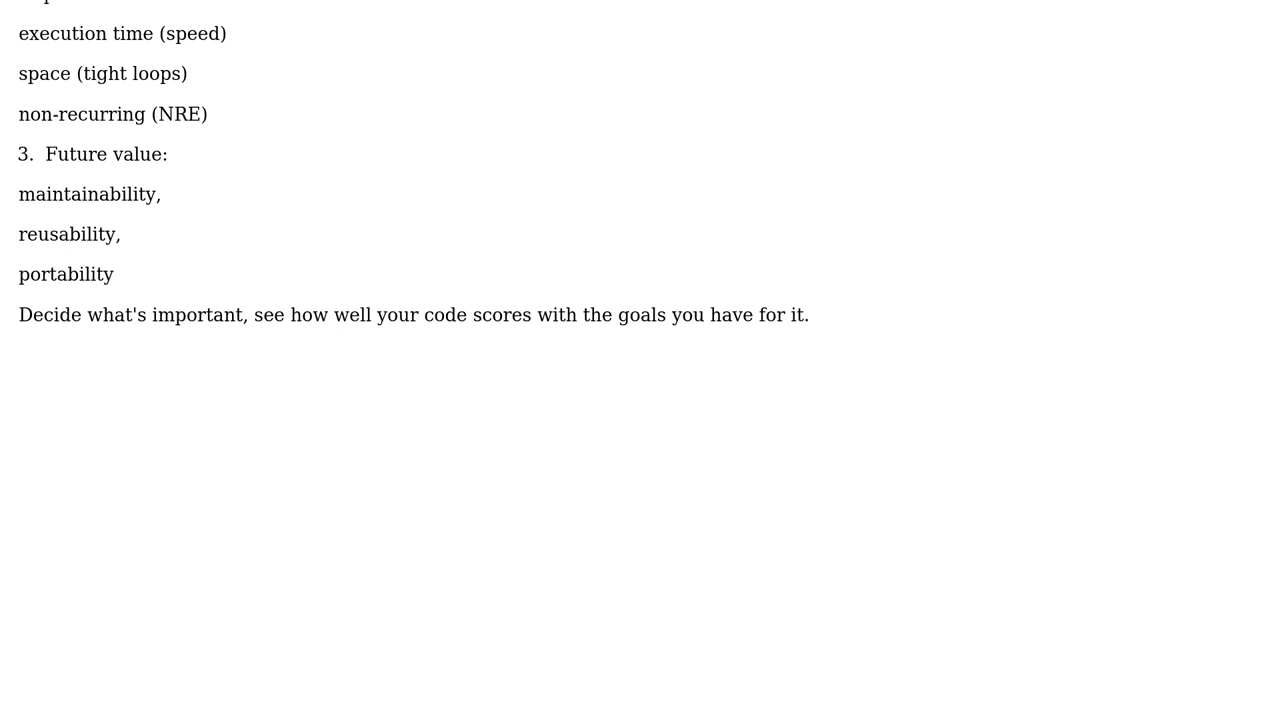 execution time (speed)
space (tight loops)
non-recurring (NRE)
3.  Future value:
maintainability,
reusability,
portability
Decide what's important, see how well your code scores with the goals you have for it.